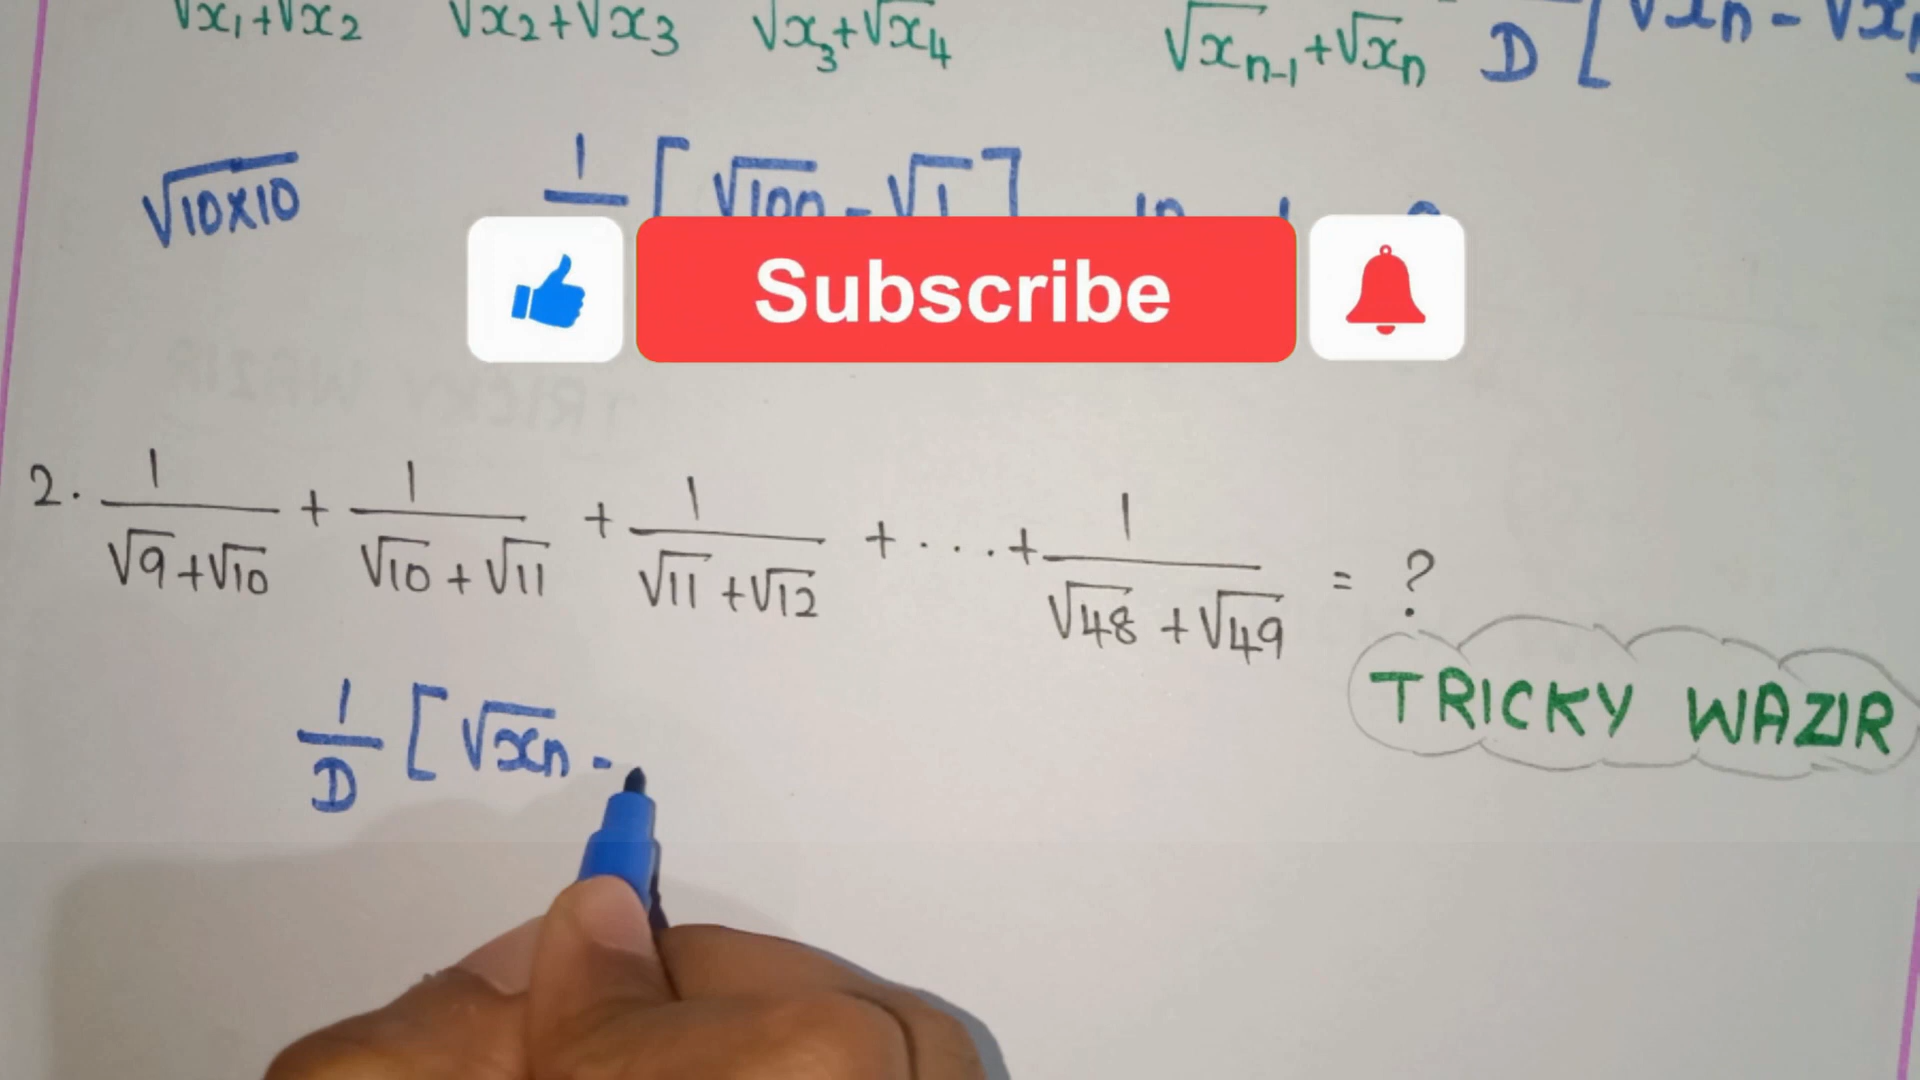 √x₁+√x₂ √x₂+√x₃ √x₃+√x₄ √xₙ₋₁+√xₙ D [√xₙ - √x
√10×10 1 [√100 - √1]
Subscribe
2. 1/(√9+√10) + 1/(√10+√11) + 1/(√11+√12) + ... + 1/(√48+√49) = ?
TRICKY WAZIR
1/D [√xₙ -